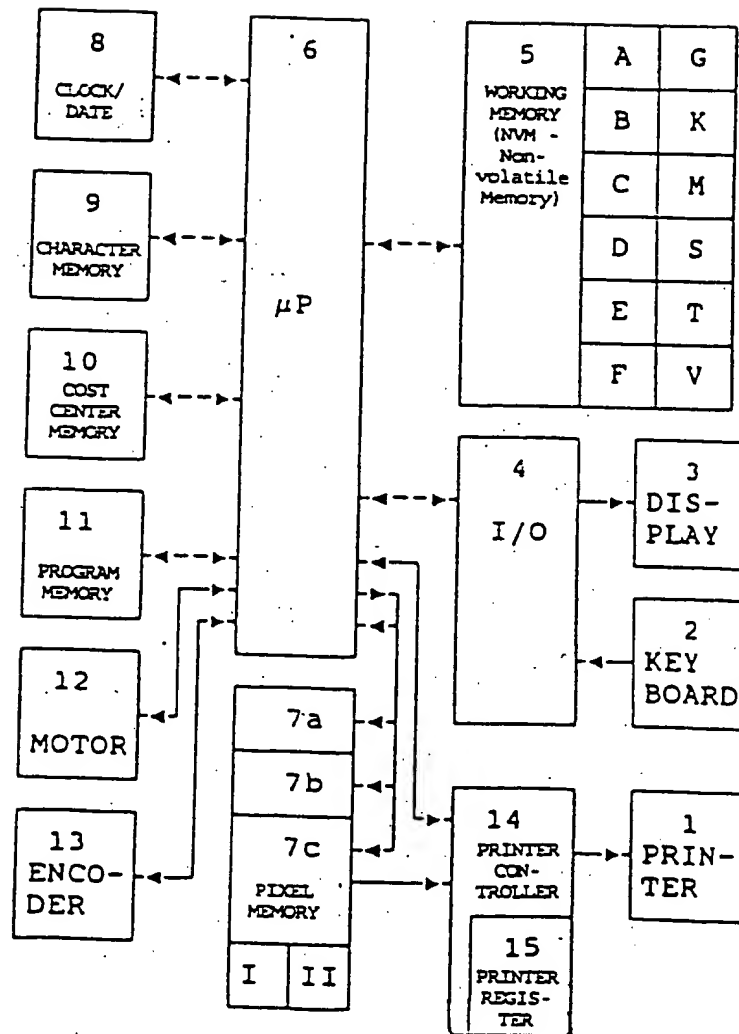 8
CLOCK/
DATE
9
CHARACTER
MEMORY
10
COST
CENTER
MEMORY
11
PROGRAM
MEMORY
12
MOTOR
13
ENCO-
DER
6
μP
7a
7b
7c
PIXEL
MEMORY
I II
5
WORKING
MEMORY
(NVM -
Non-
volatile
Memory)
A G
B K
C M
D S
E T
F V
4
I/O
3
DIS-
PLAY
2
KEY
BOARD
14
PRINTER
CON-
TROLLER
15
PRINTER
REGIS-
TER
1
PRIN-
TER